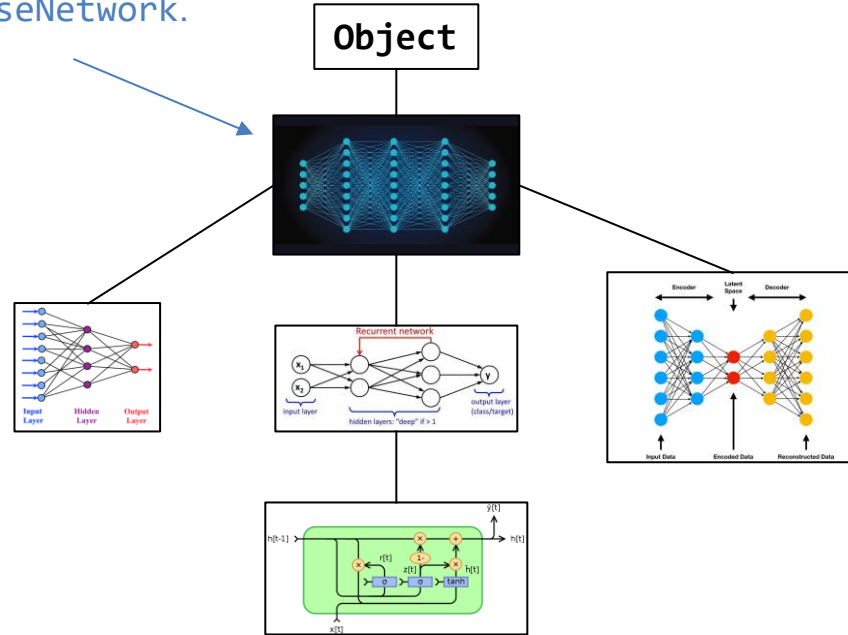 seNetwork.
Object
Encoder
Latent
Space
Decoder
Input
Layer
Hidden
Layer
Output
Layer
Recurrent network
x₁
x₂
y
input layer
output layer
(class/target)
hidden layers: "deep" if > 1
Input Data
Encoded Data
Reconstructed Data
ŷ[t]
h[t-1]
h[t]
×
+
1-
r[t]
z[t]
×
×
ĥ[t]
σ
σ
tanh
x[t]